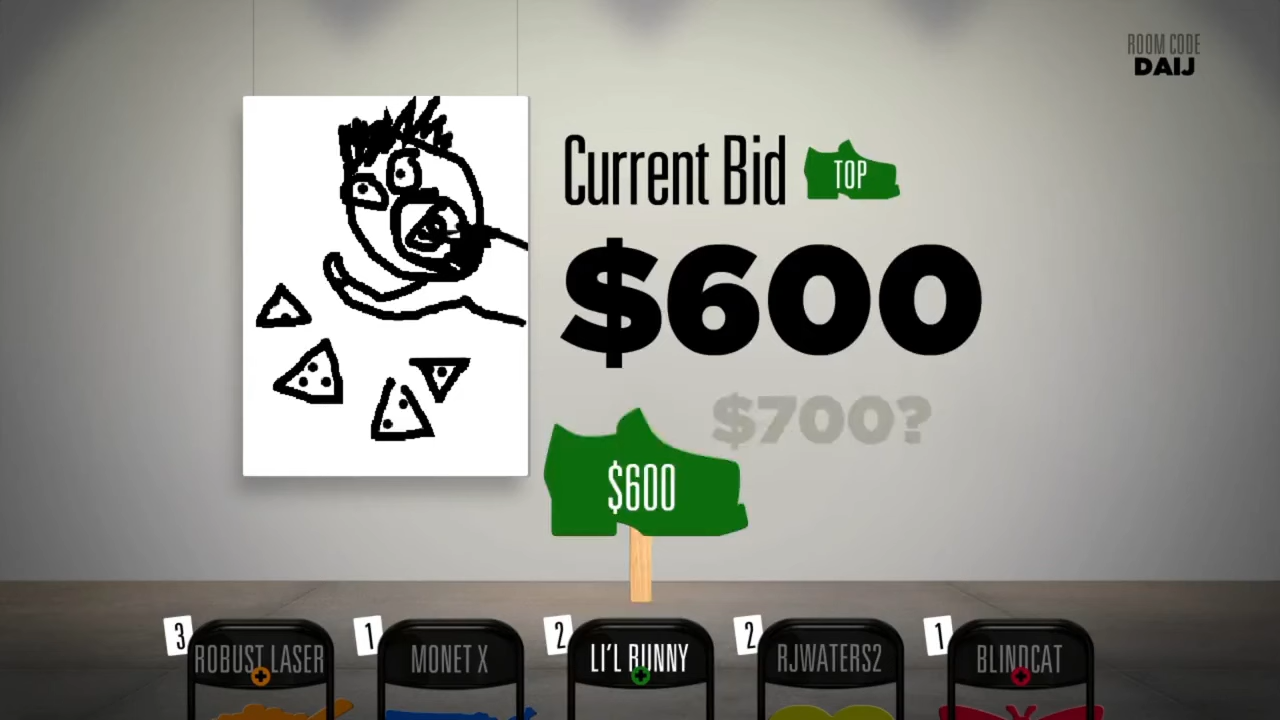 ROOM CODE
DAIJ
Current Bid TOP
$600
$700?
$600
3 ROBUST LASER
1 MONET X
2 LI'L BUNNY
2 RJWATERS2
1 BLINDCAT